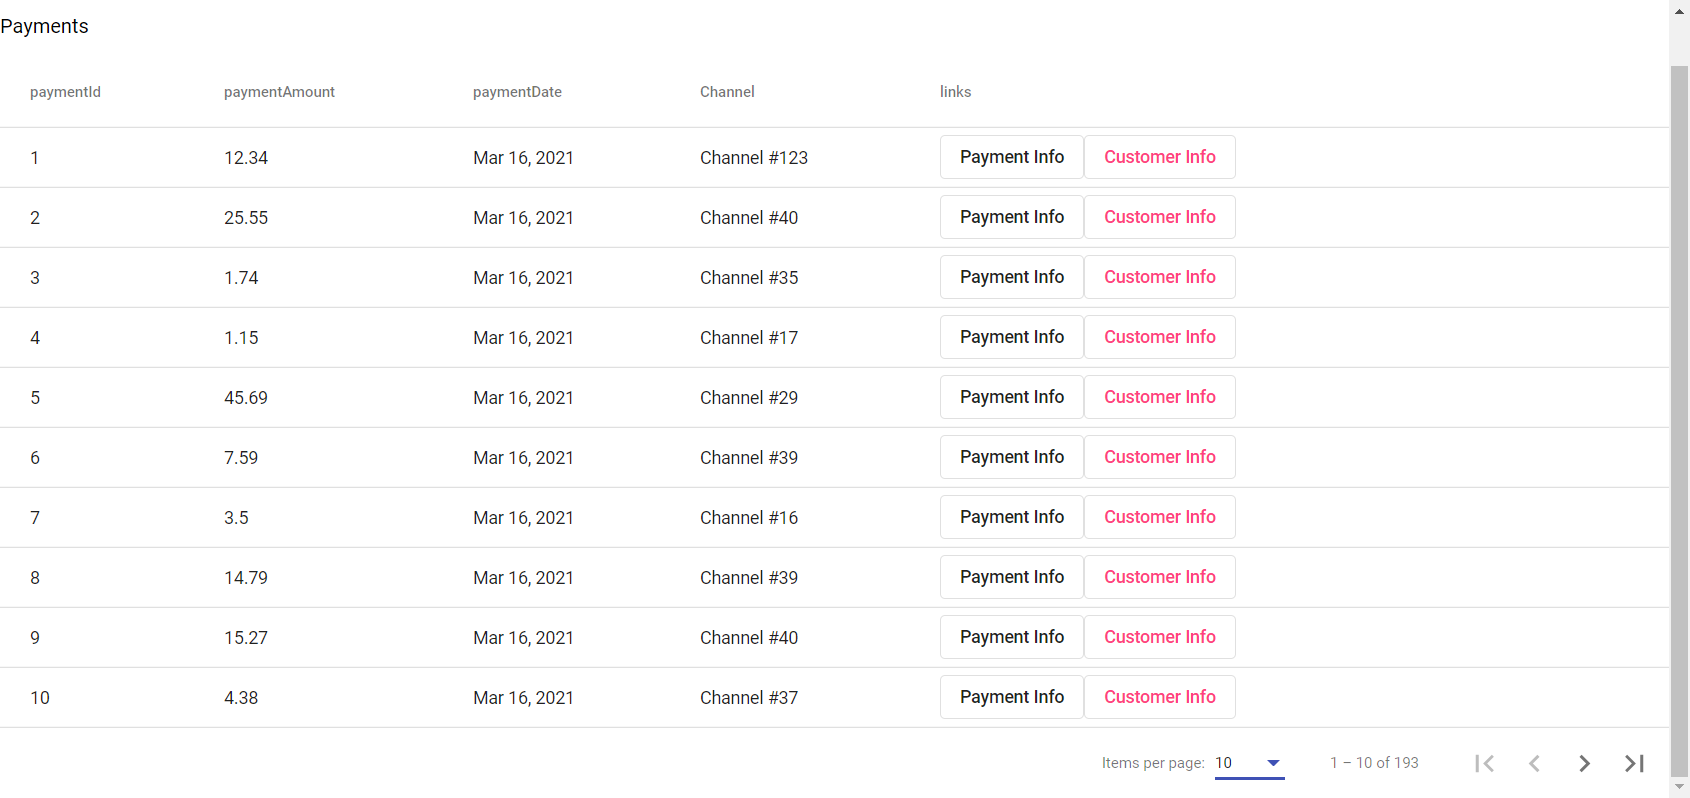 Payments
paymentId paymentAmount paymentDate Channel links
1 12.34 Mar 16, 2021 Channel #123 Payment Info Customer Info
2 25.55 Mar 16, 2021 Channel #40 Payment Info Customer Info
3 1.74 Mar 16, 2021 Channel #35 Payment Info Customer Info
4 1.15 Mar 16, 2021 Channel #17 Payment Info Customer Info
5 45.69 Mar 16, 2021 Channel #29 Payment Info Customer Info
6 7.59 Mar 16, 2021 Channel #39 Payment Info Customer Info
7 3.5 Mar 16, 2021 Channel #16 Payment Info Customer Info
8 14.79 Mar 16, 2021 Channel #39 Payment Info Customer Info
9 15.27 Mar 16, 2021 Channel #40 Payment Info Customer Info
10 4.38 Mar 16, 2021 Channel #37 Payment Info Customer Info
Items per page: 10 1 – 10 of 193